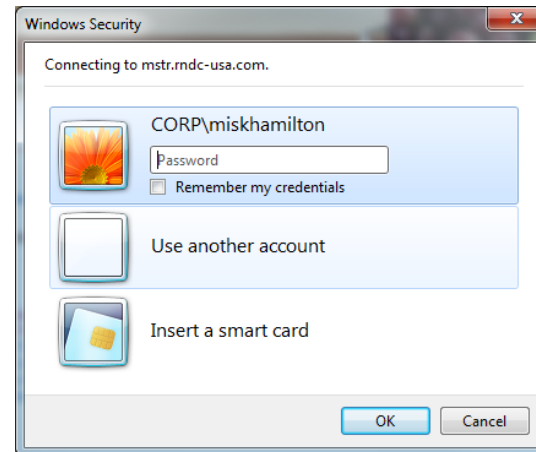 Windows Security
Connecting to mstr.rndc-usa.com.
CORP\miskhamilton
Password
Remember my credentials
Use another account
Insert a smart card
OK
Cancel